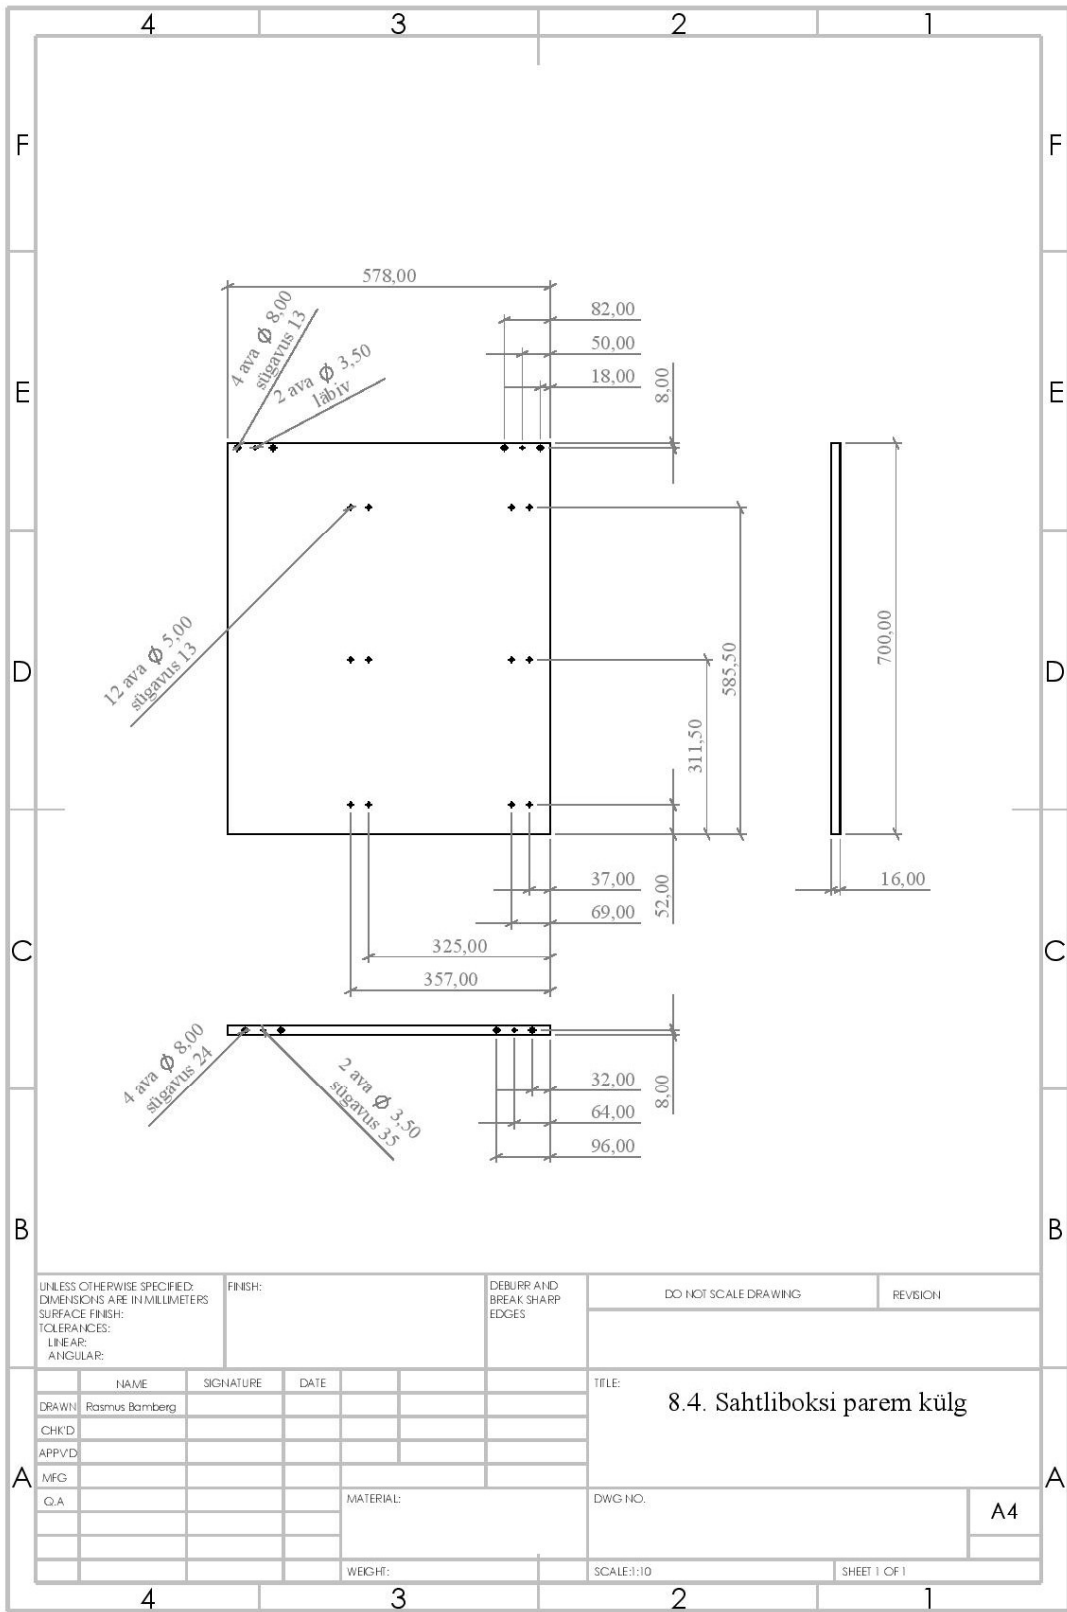 4 3 2 1
F F
578,00
82,00
50,00
18,00
8,00
4 ava Ø 8,00
sügavus 13
2 ava Ø 3,50
läbiv
E E
12 ava Ø 5,00
sügavus 13
D D
585,50
311,50
700,00
37,00
52,00
69,00
16,00
325,00
357,00
C C
4 ava Ø 8,00
sügavus 24
2 ava Ø 3,50
sügavus 35
32,00
8,00
64,00
96,00
B B
UNLESS OTHERWISE SPECIFIED:
DIMENSIONS ARE IN MILLIMETERS
SURFACE FINISH:
TOLERANCES:
LINEAR:
ANGULAR:
FINISH:
DEBURR AND
BREAK SHARP
EDGES
DO NOT SCALE DRAWING
REVISION
NAME SIGNATURE DATE
DRAWN Rasmus Bamberg
CHK'D
APPV'D
MFG
Q.A
TITLE:
8.4. Sahtliboksi parem külg
A A
MATERIAL:
DWG NO.
A4
WEIGHT:
SCALE:1:10
SHEET 1 OF 1
4 3 2 1